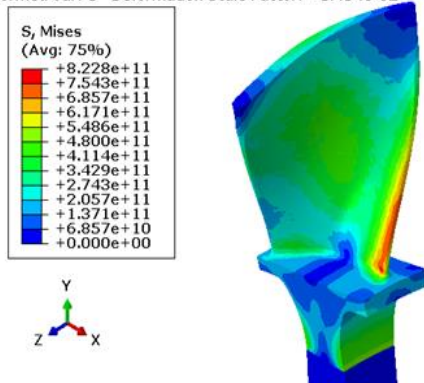 S, Mises
(Avg: 75%)
+8.228e+11
+7.543e+11
+6.857e+11
+6.171e+11
+5.486e+11
+4.800e+11
+4.114e+11
+3.429e+11
+2.743e+11
+2.057e+11
+1.371e+11
+6.857e+10
+0.000e+00
Y
Z
X